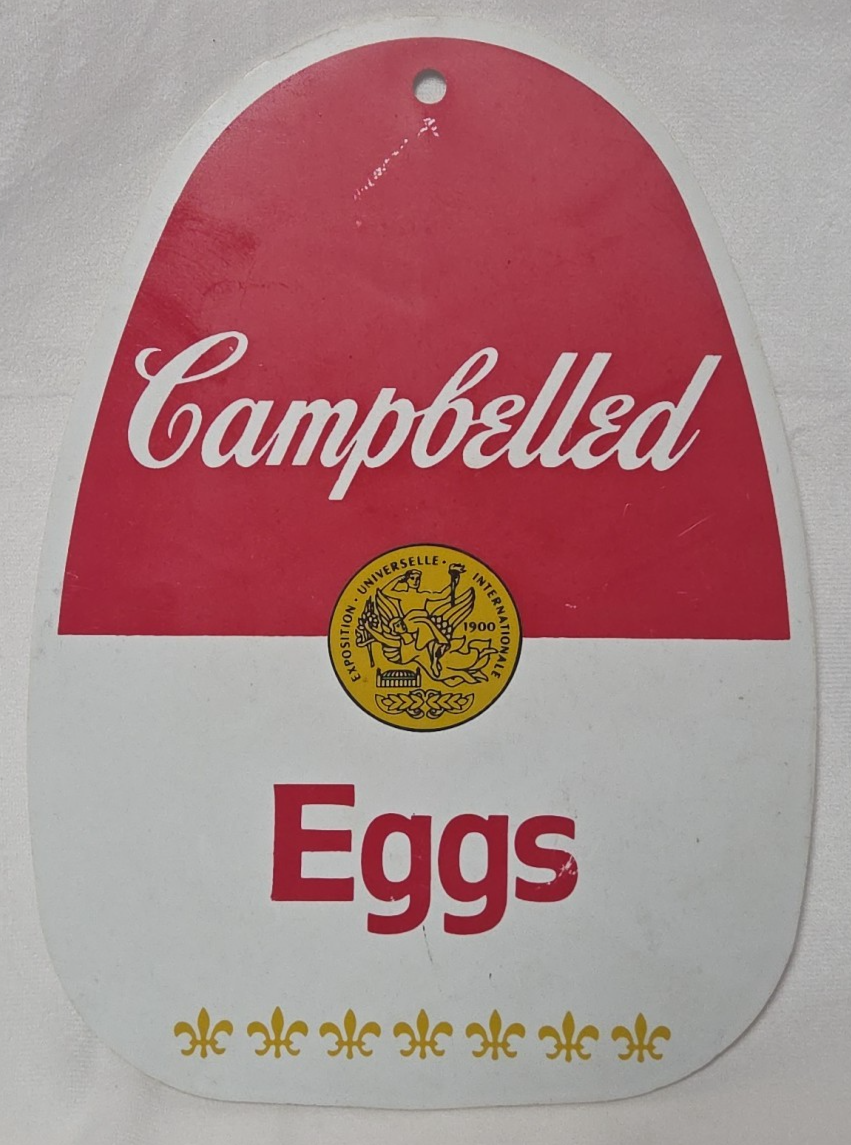 Campbelled
EXPOSITION · UNIVERSELLE · INTERNATIONALE
1900
Eggs